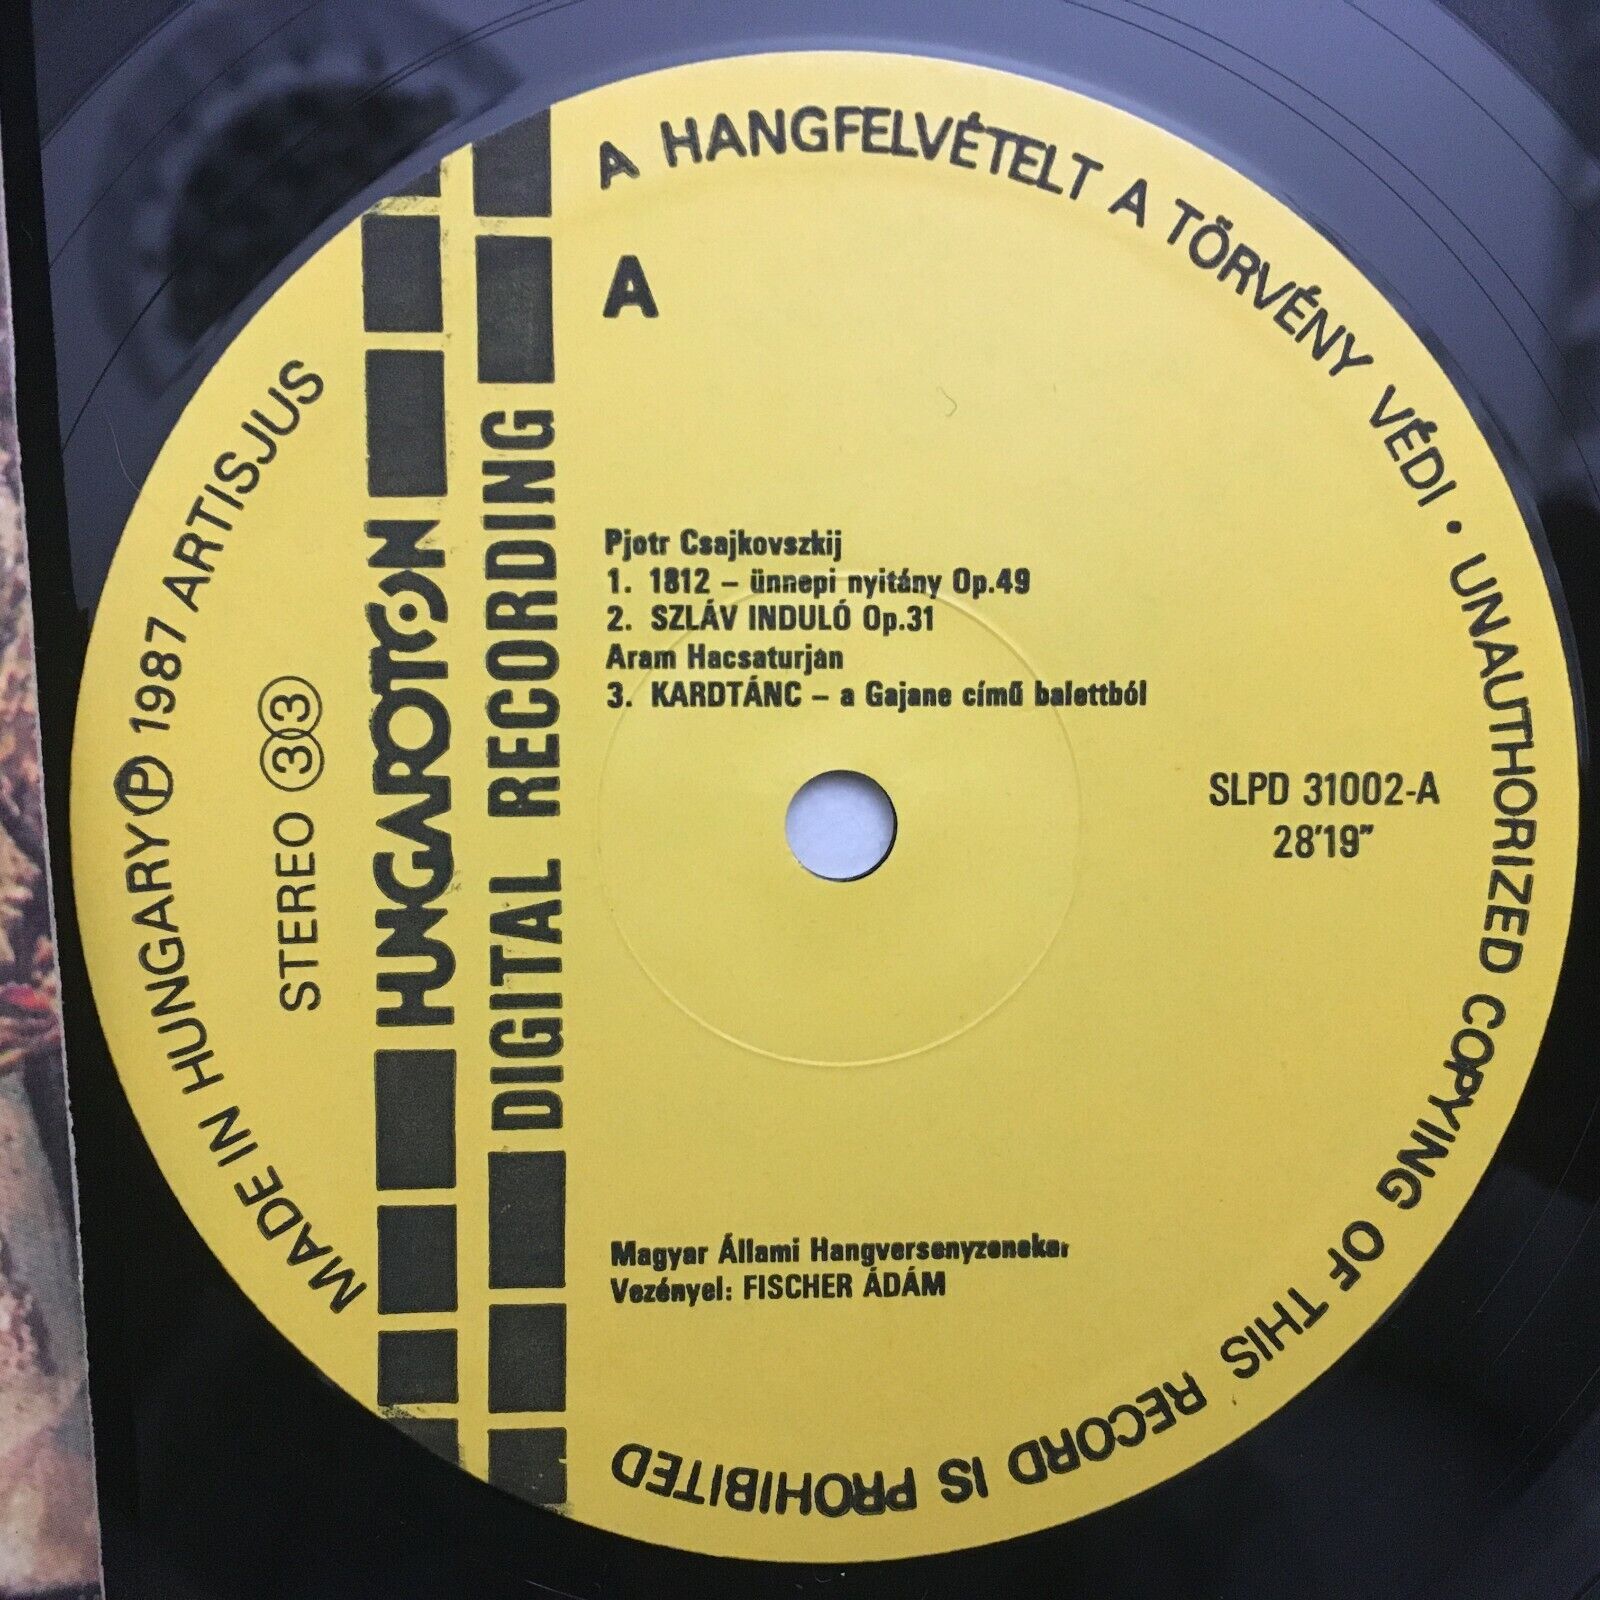 A HANGFELVÉTELT A TÖRVÉNY VÉDI • UNAUTHORIZED COPYING OF THIS RECORD IS PROHIBITED
MADE IN HUNGARY Ⓟ 1987 ARTISJUS
STEREO 33
HUNGAROTON
DIGITAL RECORDING
A
Pjotr Csajkovszkij
1. 1812 – ünnepi nyitány Op.49
2. SZLÁV INDULÓ Op.31
Aram Hacsaturján
3. KARDTÁNC – a Gajane című balettból
SLPD 31002-A
28'19"
Magyar Állami Hangversenyzenekar
Vezényel: FISCHER ÁDÁM